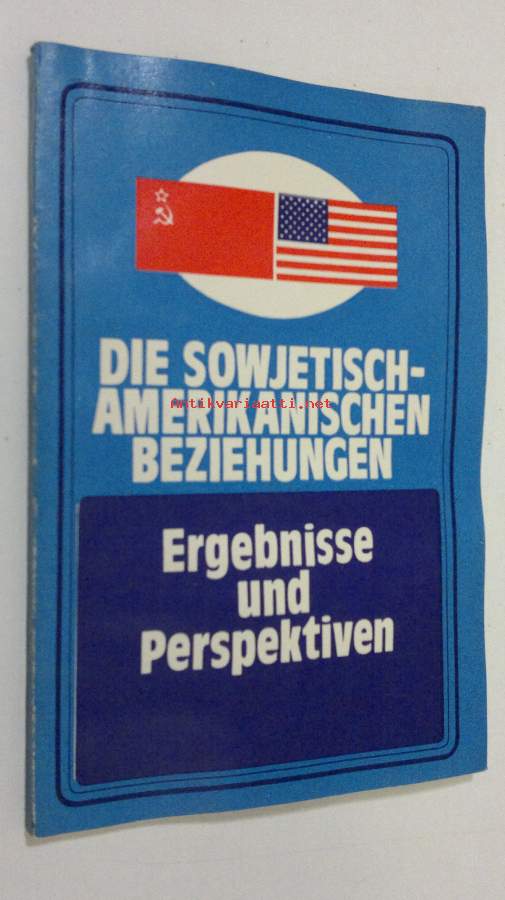 DIE SOWJETISCH-
AMERIKANISCHEN
Antikvariaatti.net
BEZIEHUNGEN
Ergebnisse
und
Perspektiven